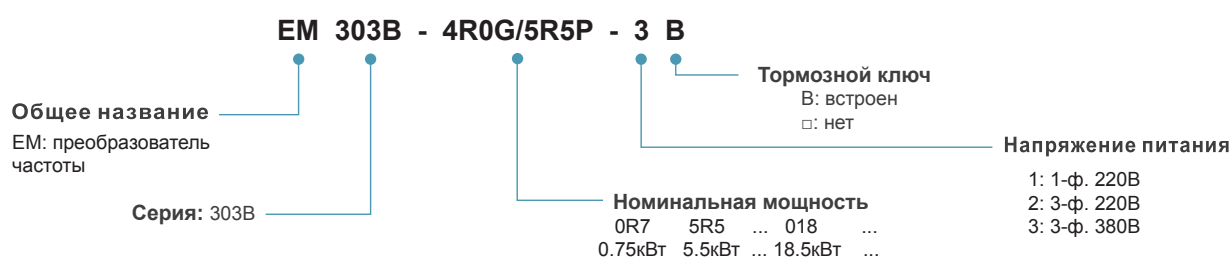 EM 303B - 4R0G/5R5P - 3 B
Общее название
EM: преобразователь
частоты
Серия: 303B
Номинальная мощность
0R7 5R5 ... 018 ...
0.75кВт 5.5кВт ... 18.5кВт ...
Тормозной ключ
B: встроен
□: нет
Напряжение питания
1: 1-ф. 220В
2: 3-ф. 220В
3: 3-ф. 380В